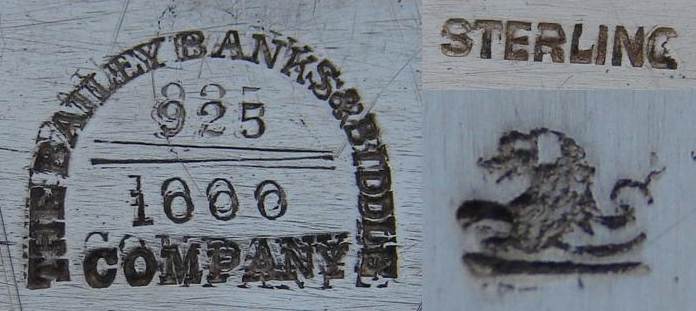 THE BAILEY BANKS & BIDDLE
925
1000
COMPANY
STERLING